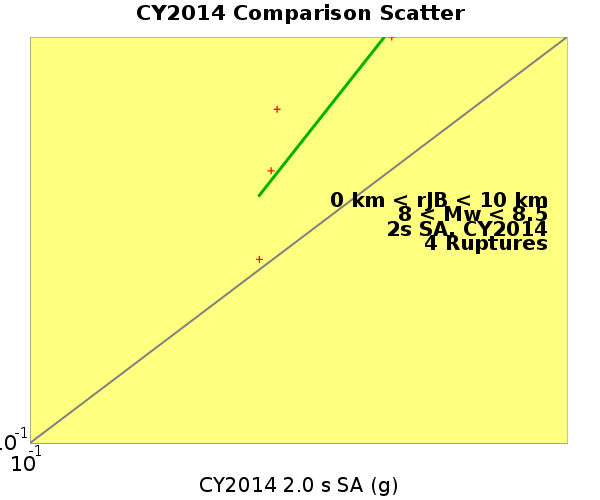 CY2014 Comparison Scatter
0 km < rJB < 10 km
8 < Mw < 8.5
2s SA, CY2014
4 Ruptures
10⁻¹
10⁻¹
CY2014 2.0 s SA (g)